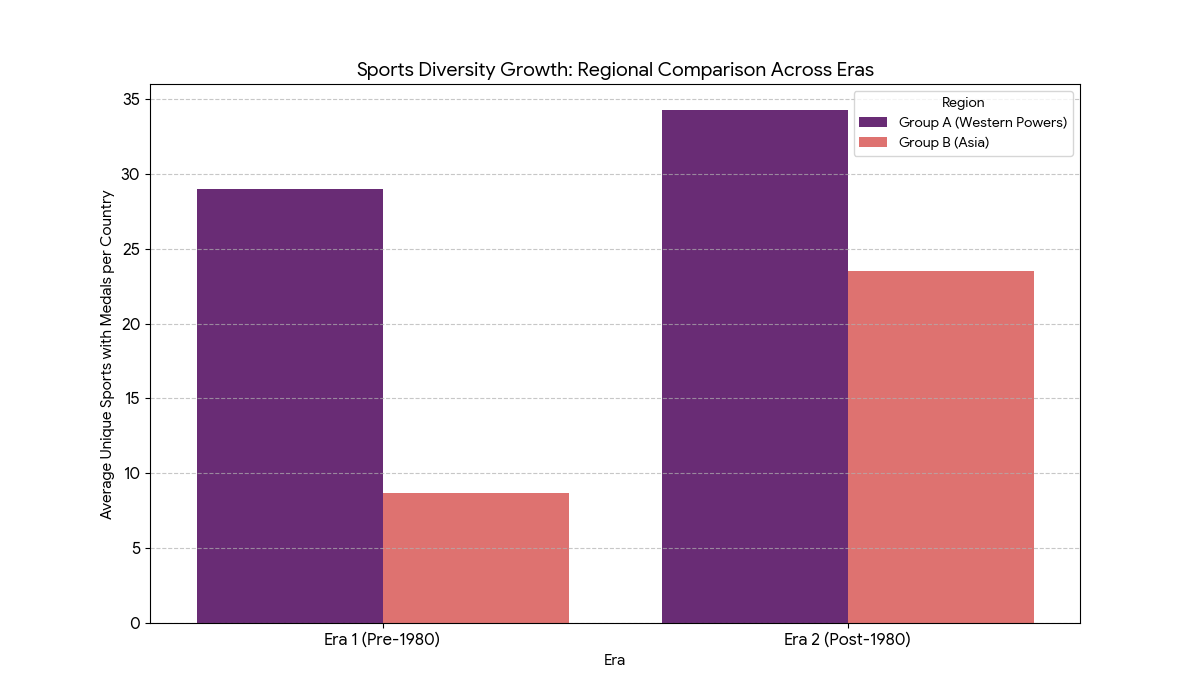 Sports Diversity Growth: Regional Comparison Across Eras
Average Unique Sports with Medals per Country
35
30
25
20
15
10
5
0
Region
Group A (Western Powers)
Group B (Asia)
Era 1 (Pre-1980)
Era 2 (Post-1980)
Era